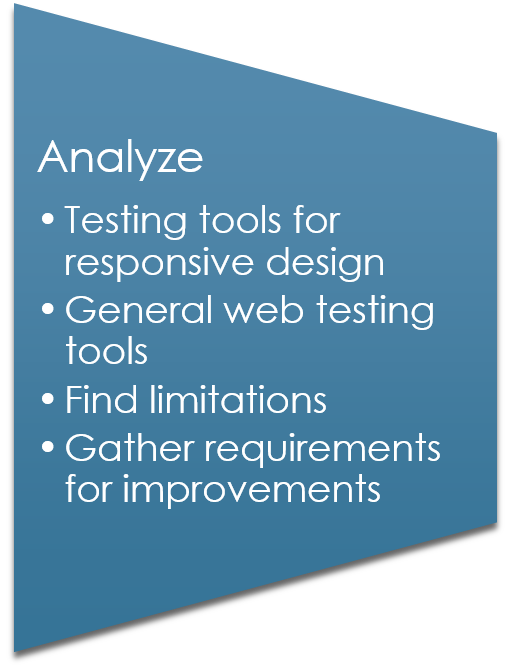 Analyze
• Testing tools for
responsive design
• General web testing
tools
• Find limitations
• Gather requirements
for improvements